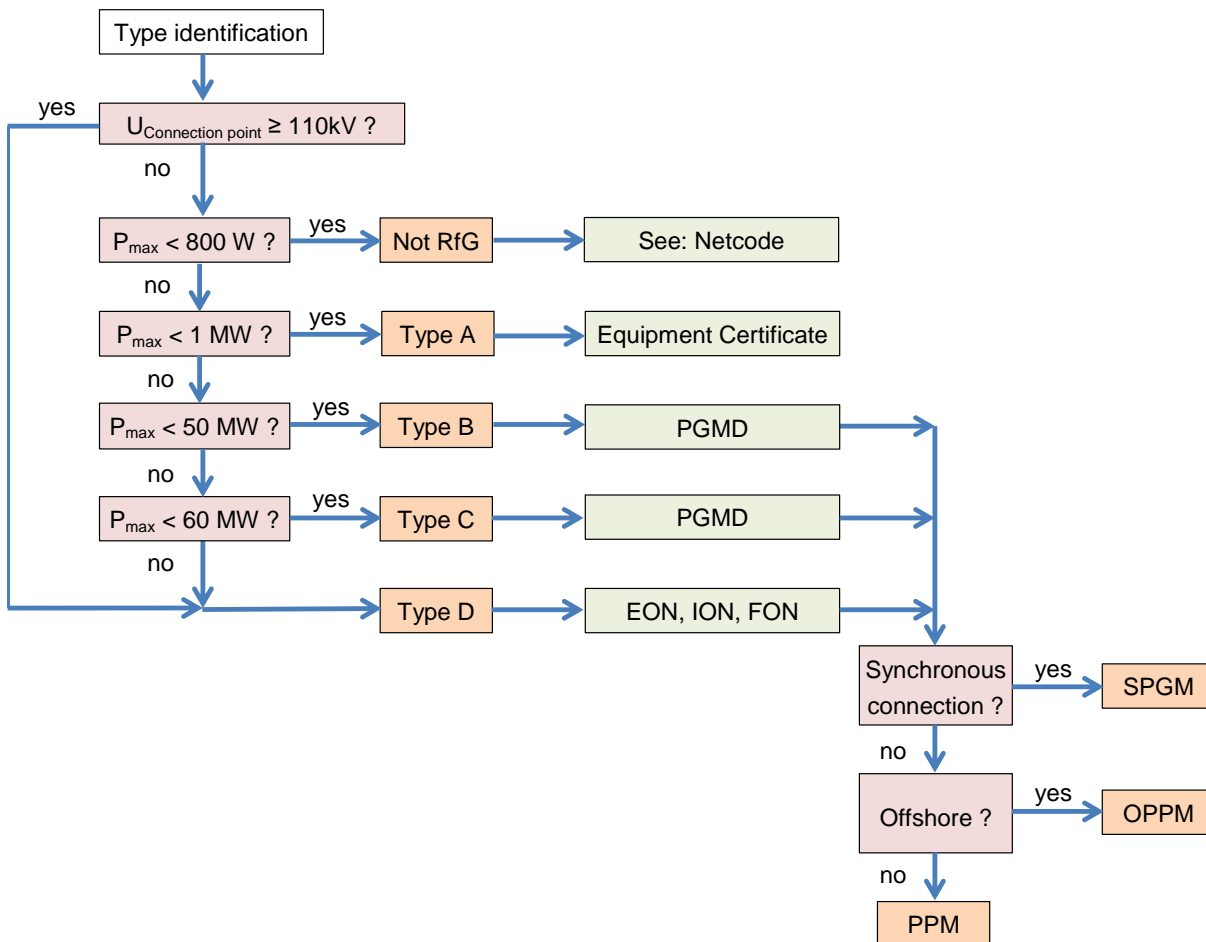 Type identification
yes
UConnection point ≥ 110kV ?
no
Pmax < 800 W ?
yes
Not RfG
See: Netcode
no
Pmax < 1 MW ?
yes
Type A
Equipment Certificate
no
Pmax < 50 MW ?
yes
Type B
PGMD
no
Pmax < 60 MW ?
yes
Type C
PGMD
no
Type D
EON, ION, FON
Synchronous
connection ?
yes
SPGM
no
Offshore ?
yes
OPPM
no
PPM